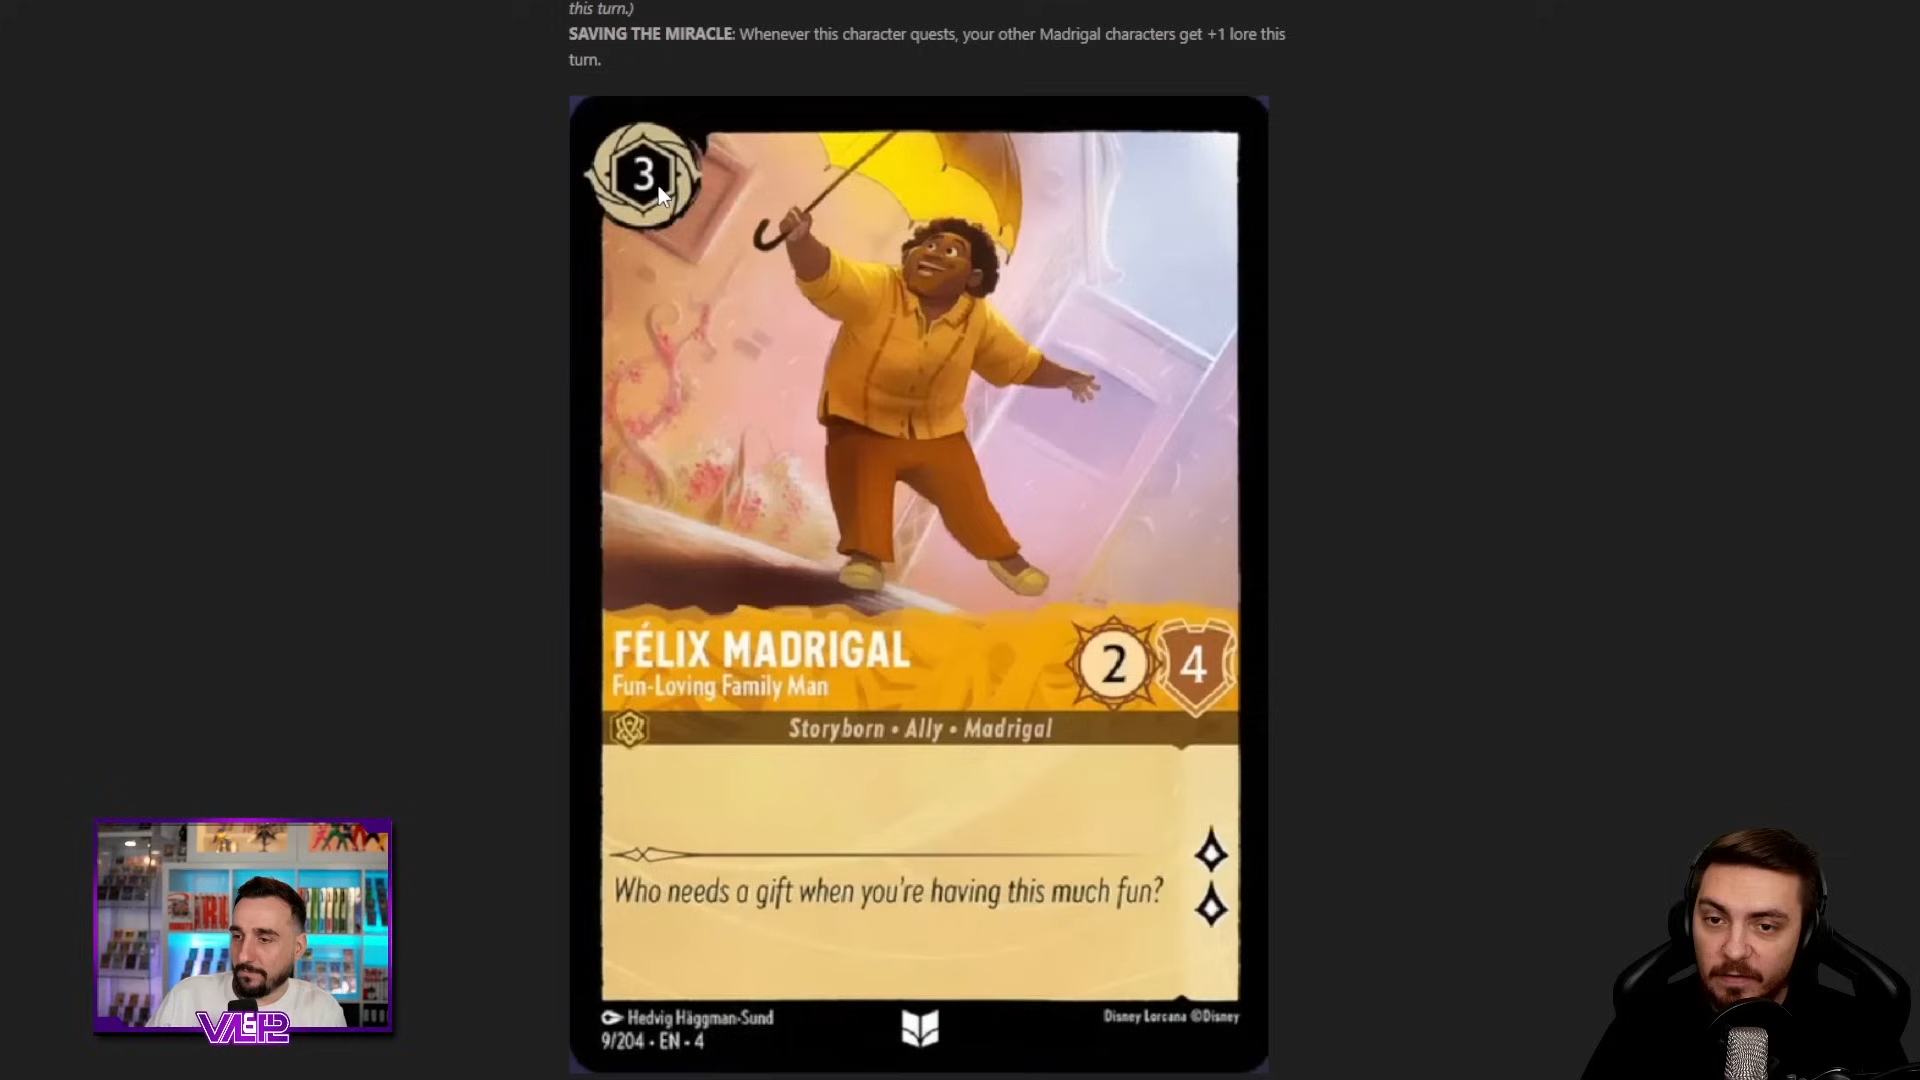 this turn.)
SAVING THE MIRACLE: Whenever this character quests, your other Madrigal characters get +1 lore this
turn.
3
FÉLIX MADRIGAL
Fun-Loving Family Man
2
4
Storyborn • Ally • Madrigal
Who needs a gift when you're having this much fun?
Hedvig Häggman-Sund
9/204 • EN • 4
Disney Lorcana ©Disney